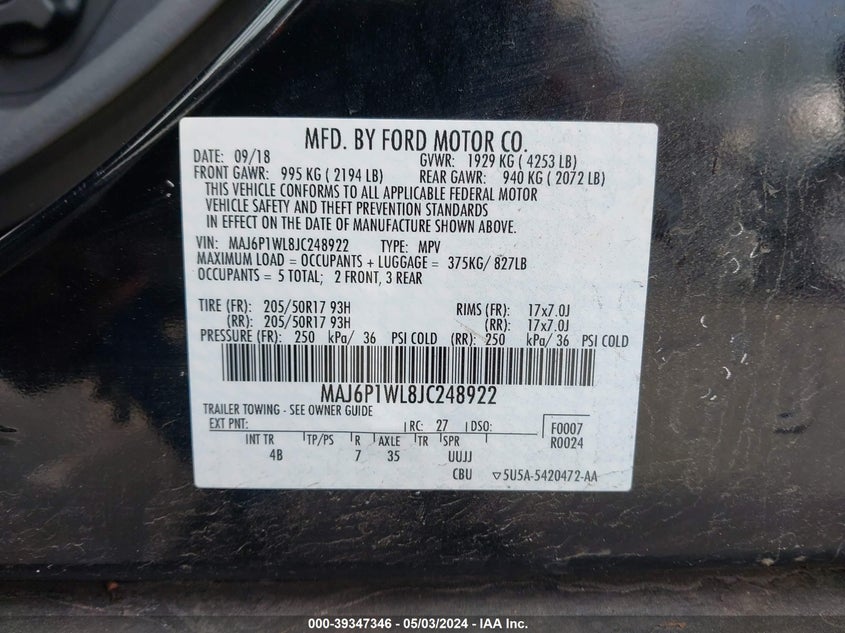 MFD. BY FORD MOTOR CO.
DATE: 09/18 GVWR: 1929 KG ( 4253 LB)
FRONT GAWR: 995 KG ( 2194 LB) REAR GAWR: 940 KG ( 2072 LB)
THIS VEHICLE CONFORMS TO ALL APPLICABLE FEDERAL MOTOR
VEHICLE SAFETY AND THEFT PREVENTION STANDARDS
IN EFFECT ON THE DATE OF MANUFACTURE SHOWN ABOVE.
VIN: MAJ6P1WL8JC248922 TYPE: MPV
MAXIMUM LOAD = OCCUPANTS + LUGGAGE = 375KG/ 827LB
OCCUPANTS = 5 TOTAL; 2 FRONT, 3 REAR
TIRE (FR): 205/50R17 93H RIMS (FR): 17x7.0J
(RR): 205/50R17 93H (RR): 17x7.0J
PRESSURE (FR): 250 kPa/ 36 PSI COLD (RR): 250 kPa/ 36 PSI COLD
MAJ6P1WL8JC248922
TRAILER TOWING - SEE OWNER GUIDE
EXT PNT: RC: 27 DSO: F0007
INT TR TP/PS R AXLE TR SPR R0024
4B 7 35 UUJJ
CBU 5U5A-5420472-AA
000-39347346 - 05/03/2024 - IAA Inc.